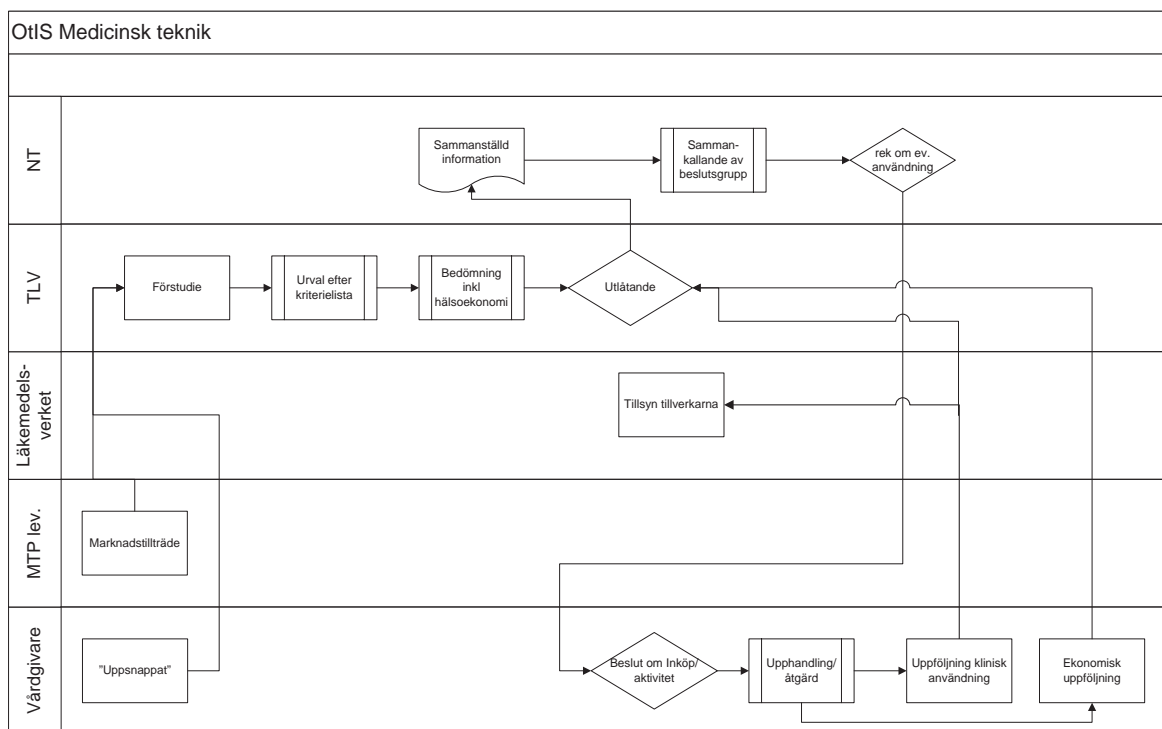 OtIS Medicinsk teknik
NT
Sammanställd
information
Samman-
kallande av
beslutsgrupp
rek om ev.
användning
TLV
Förstudie
Urval efter
kriterielista
Bedömning
inkl
hälsoekonomi
Utlåtande
Läkemedels-
verket
Tillsyn tillverkarna
MTP lev.
Marknadstillträde
Vårdgivare
"Uppsnappat"
Beslut om Inköp/
aktivitet
Upphandling/
åtgärd
Uppföljning klinisk
användning
Ekonomisk
uppföljning